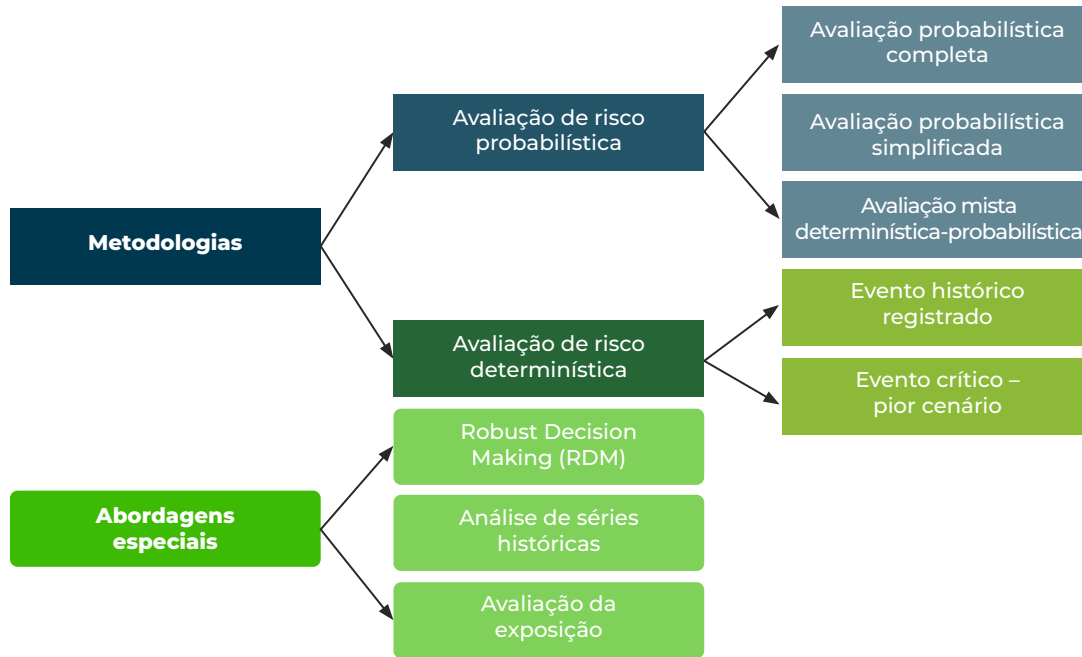 Metodologias
Avaliação de risco
probabilística
Avaliação probabilística
completa
Avaliação probabilística
simplificada
Avaliação mista
determinística-probabilística
Avaliação de risco
determinística
Evento histórico
registrado
Evento crítico –
pior cenário
Abordagens
especiais
Robust Decision
Making (RDM)
Análise de séries
históricas
Avaliação da
exposição